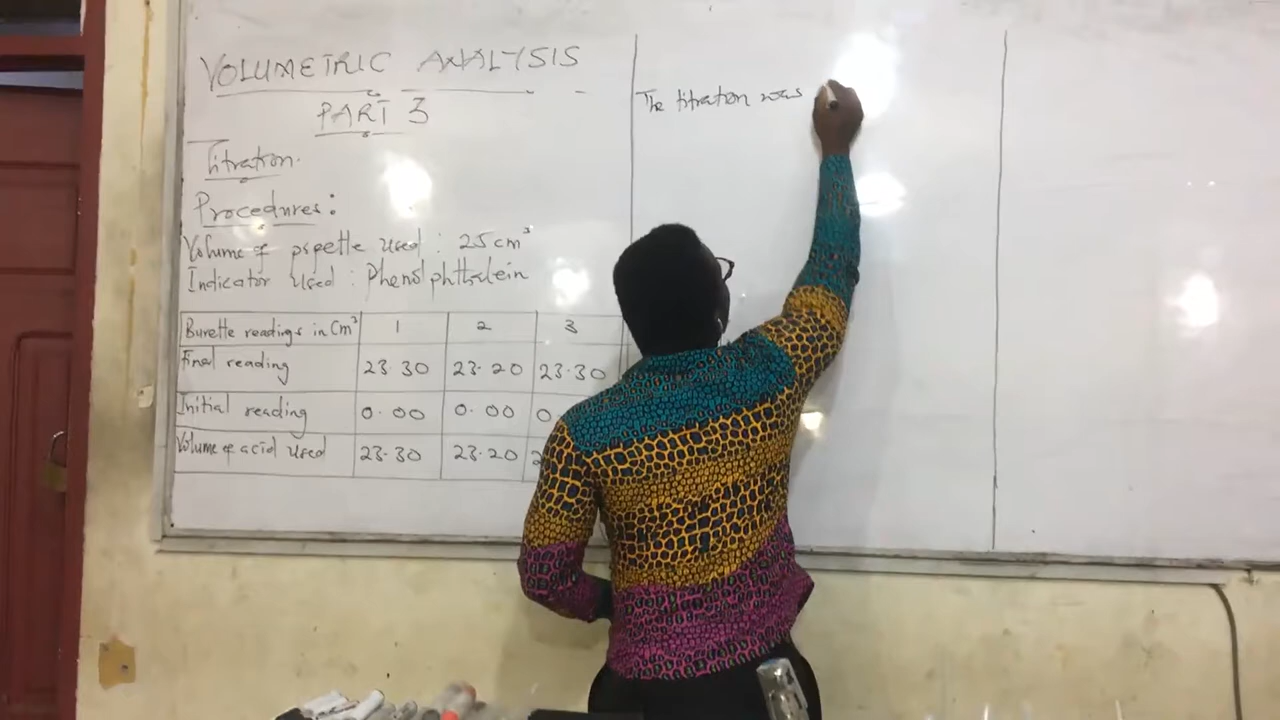 VOLUMETRIC ANALYSIS
PART 3
Titration.
Procedures:
Volume of pipette used : 25cm³
Indicator used : Phenolphthalein
Burette readings in Cm³ 1 2 3
Final reading 23.30 23.20 23.30
Initial reading 0.00 0.00 0.
Volume of acid used 23.30 23.20 2
The titration was